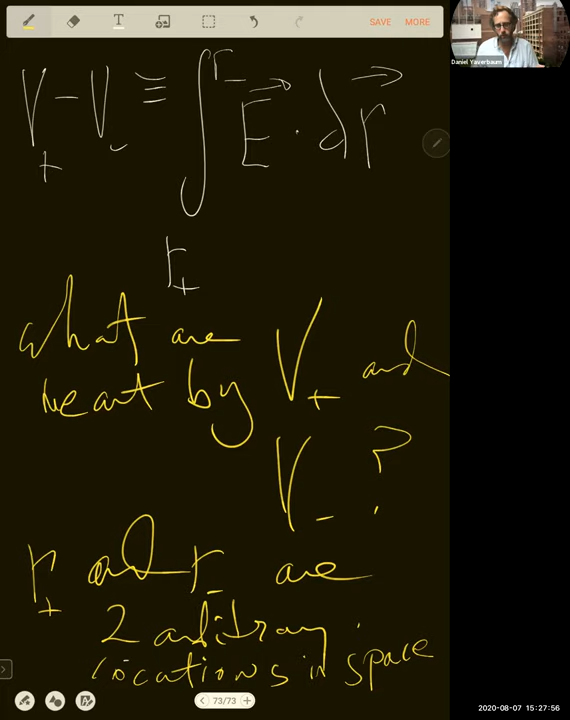 T SAVE MORE
Daniel Yaverbaum
V₊ - V₋ ≡ ∫_{r₊}^{r₋} E⃗ · dr⃗
what are V₊ and
meant by
V₋ ?
r₊ and r₋ are
2 arbitrary
locations in space
73/73
2020-08-07 15:27:56